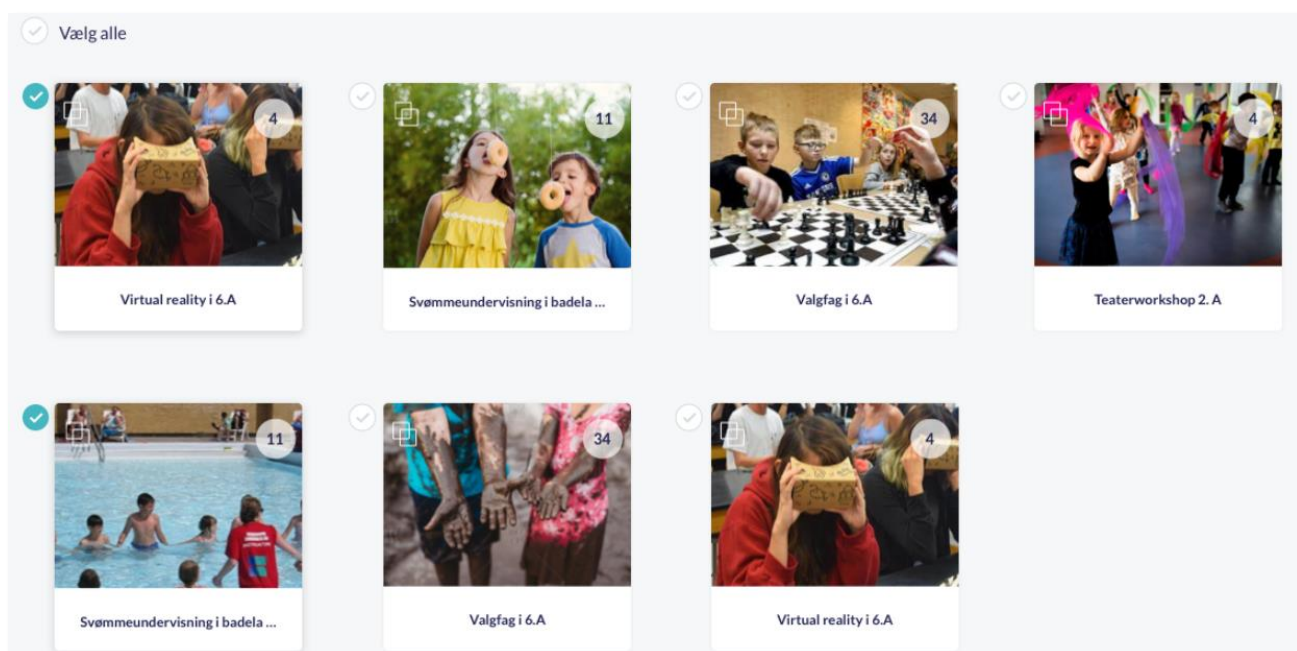 Vælg alle
4
11
34
4
Virtual reality i 6.A
Svømmeundervisning i badela ...
Valgfag i 6.A
Teaterworkshop 2. A
11
34
4
Svømmeundervisning i badela ...
Valgfag i 6.A
Virtual reality i 6.A